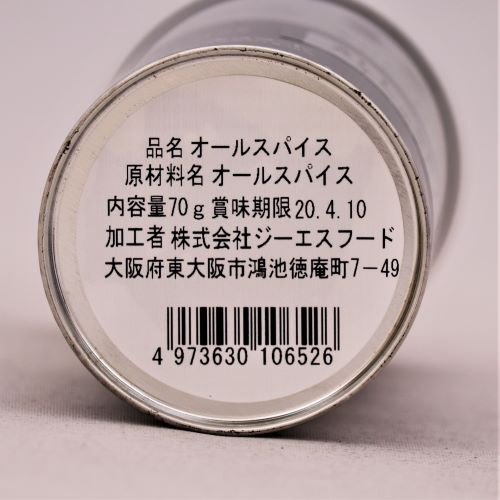 品名 オールスパイス
原材料名 オールスパイス
内容量70g 賞味期限20.4.10
加工者 株式会社ジーエスフード
大阪府東大阪市鴻池徳庵町7-49
4 973630 106526